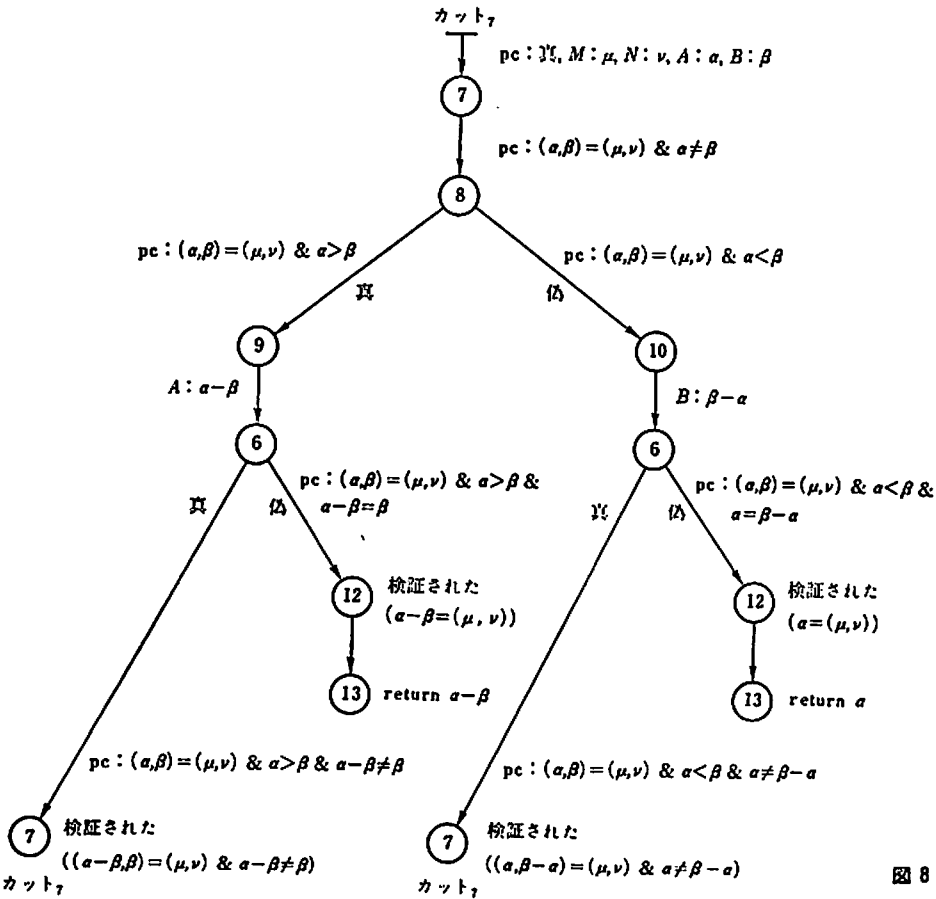 カット₇
pc：真, M：μ, N：ν, A：α, B：β
7
pc：(α,β)=(μ,ν) & α≠β
8
pc：(α,β)=(μ,ν) & α>β
pc：(α,β)=(μ,ν) & α<β
真
偽
9
10
A：α−β
B：β−α
6
6
pc：(α,β)=(μ,ν) & α>β &
α−β=β
pc：(α,β)=(μ,ν) & α<β &
α=β−α
真
偽
真
偽
12
検証された
(α−β=(μ, ν))
12
検証された
(α=(μ,ν))
13
return α−β
13
return α
pc：(α,β)=(μ,ν) & α>β & α−β≠β
pc：(α,β)=(μ,ν) & α<β & α≠β−α
7
検証された
((α−β,β)=(μ,ν) & α−β≠β)
カット₇
7
検証された
((α,β−α)=(μ,ν) & α≠β−α)
カット₇
図 8